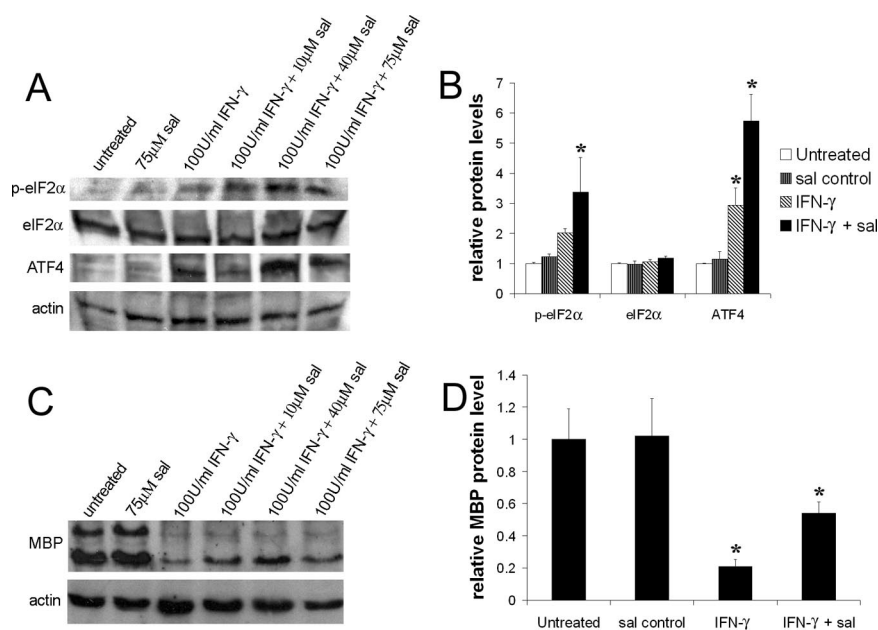 A
untreated
75µM sal
100U/ml IFN-γ
100U/ml IFN-γ + 10µM sal
100U/ml IFN-γ + 40µM sal
100U/ml IFN-γ + 75µM sal
p-eIF2α
eIF2α
ATF4
actin
B
relative protein levels
7
6
5
4
3
2
1
0
*
*
*
p-eIF2α
eIF2α
ATF4
Untreated
sal control
IFN-γ
IFN-γ + sal
C
untreated
75µM sal
100U/ml IFN-γ
100U/ml IFN-γ + 10µM sal
100U/ml IFN-γ + 40µM sal
100U/ml IFN-γ + 75µM sal
MBP
actin
D
relative MBP protein level
1.4
1.2
1
0.8
0.6
0.4
0.2
0
*
*
Untreated
sal control
IFN-γ
IFN-γ + sal